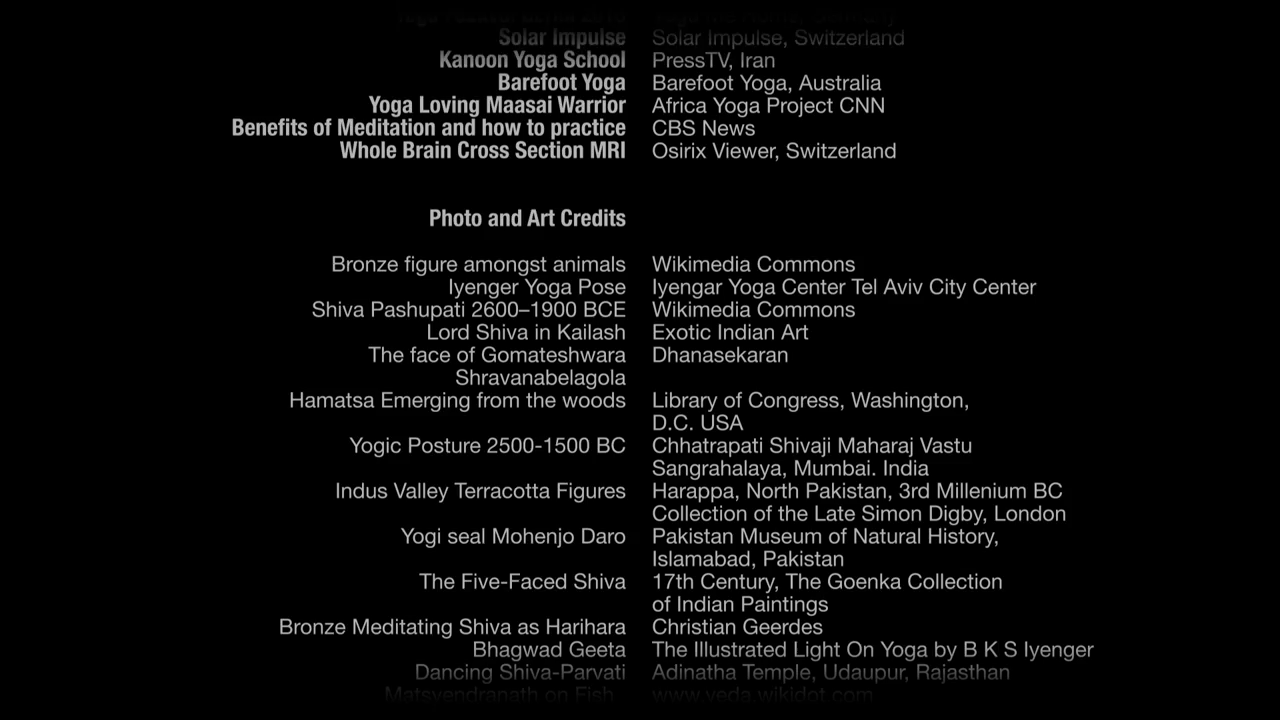 Solar Impulse Solar Impulse, Switzerland
Kanoon Yoga School PressTV, Iran
Barefoot Yoga Barefoot Yoga, Australia
Yoga Loving Maasai Warrior Africa Yoga Project CNN
Benefits of Meditation and how to practice CBS News
Whole Brain Cross Section MRI Osirix Viewer, Switzerland
Photo and Art Credits
Bronze figure amongst animals Wikimedia Commons
Iyenger Yoga Pose Iyengar Yoga Center Tel Aviv City Center
Shiva Pashupati 2600–1900 BCE Wikimedia Commons
Lord Shiva in Kailash Exotic Indian Art
The face of Gomateshwara Dhanasekaran
Shravanabelagola
Hamatsa Emerging from the woods Library of Congress, Washington,
D.C. USA
Yogic Posture 2500-1500 BC Chhatrapati Shivaji Maharaj Vastu
Sangrahalaya, Mumbai. India
Indus Valley Terracotta Figures Harappa, North Pakistan, 3rd Millenium BC
Collection of the Late Simon Digby, London
Yogi seal Mohenjo Daro Pakistan Museum of Natural History,
Islamabad, Pakistan
The Five-Faced Shiva 17th Century, The Goenka Collection
of Indian Paintings
Bronze Meditating Shiva as Harihara Christian Geerdes
Bhagwad Geeta The Illustrated Light On Yoga by B K S Iyenger
Dancing Shiva-Parvati Adinatha Temple, Udaupur, Rajasthan
Matsyendranath on Fish www.veda.wikidot.com